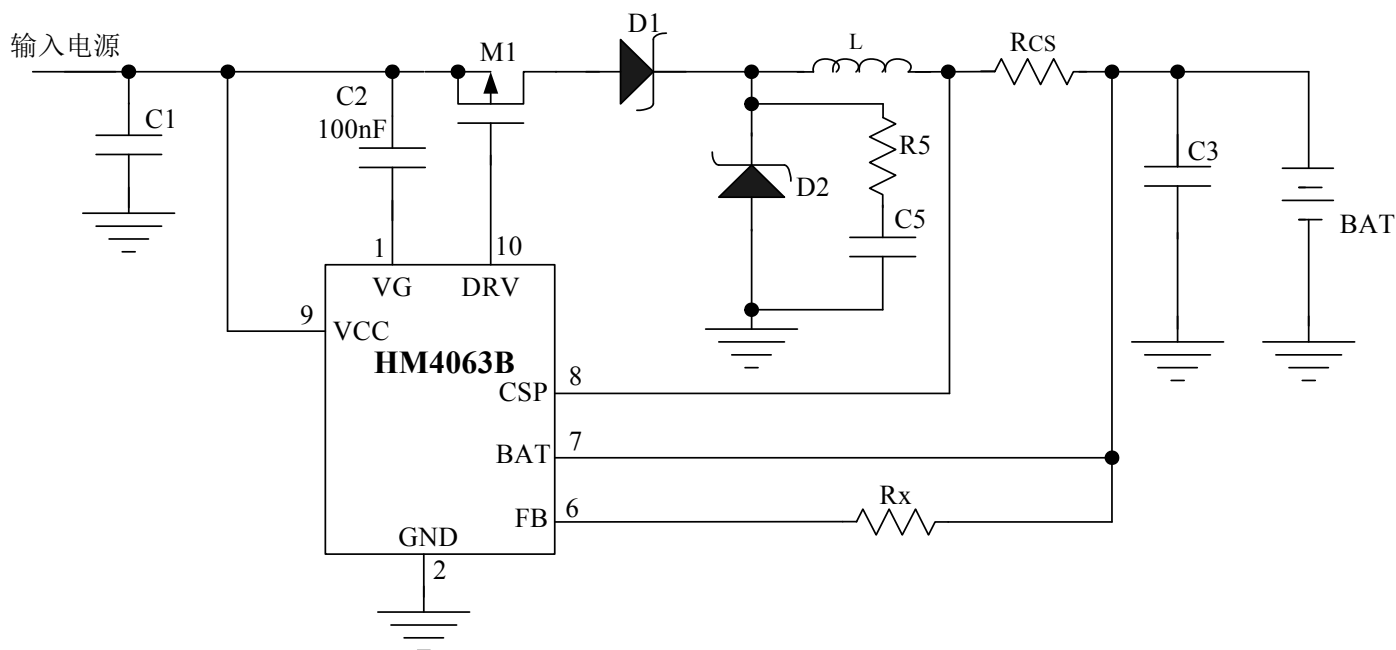 输入电源
D1
M1
L
RCS
C1
C2
100nF
R5
C3
D2
C5
BAT
1
10
VG
DRV
9
VCC
HM4063B
8
CSP
7
BAT
6
FB
Rx
GND
2